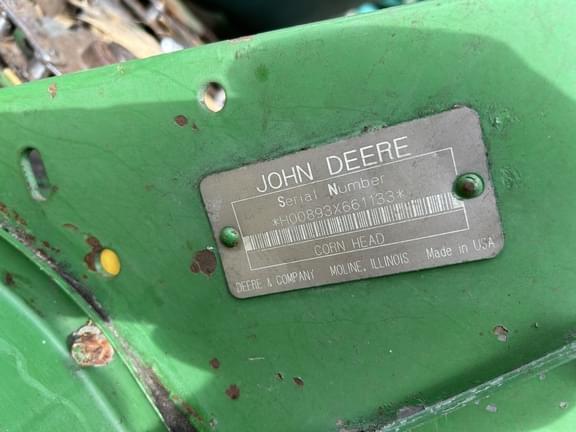 JOHN DEERE
Serial Number
*H00893X661133*
CORN HEAD
DEERE & COMPANY MOLINE, ILLINOIS Made in USA